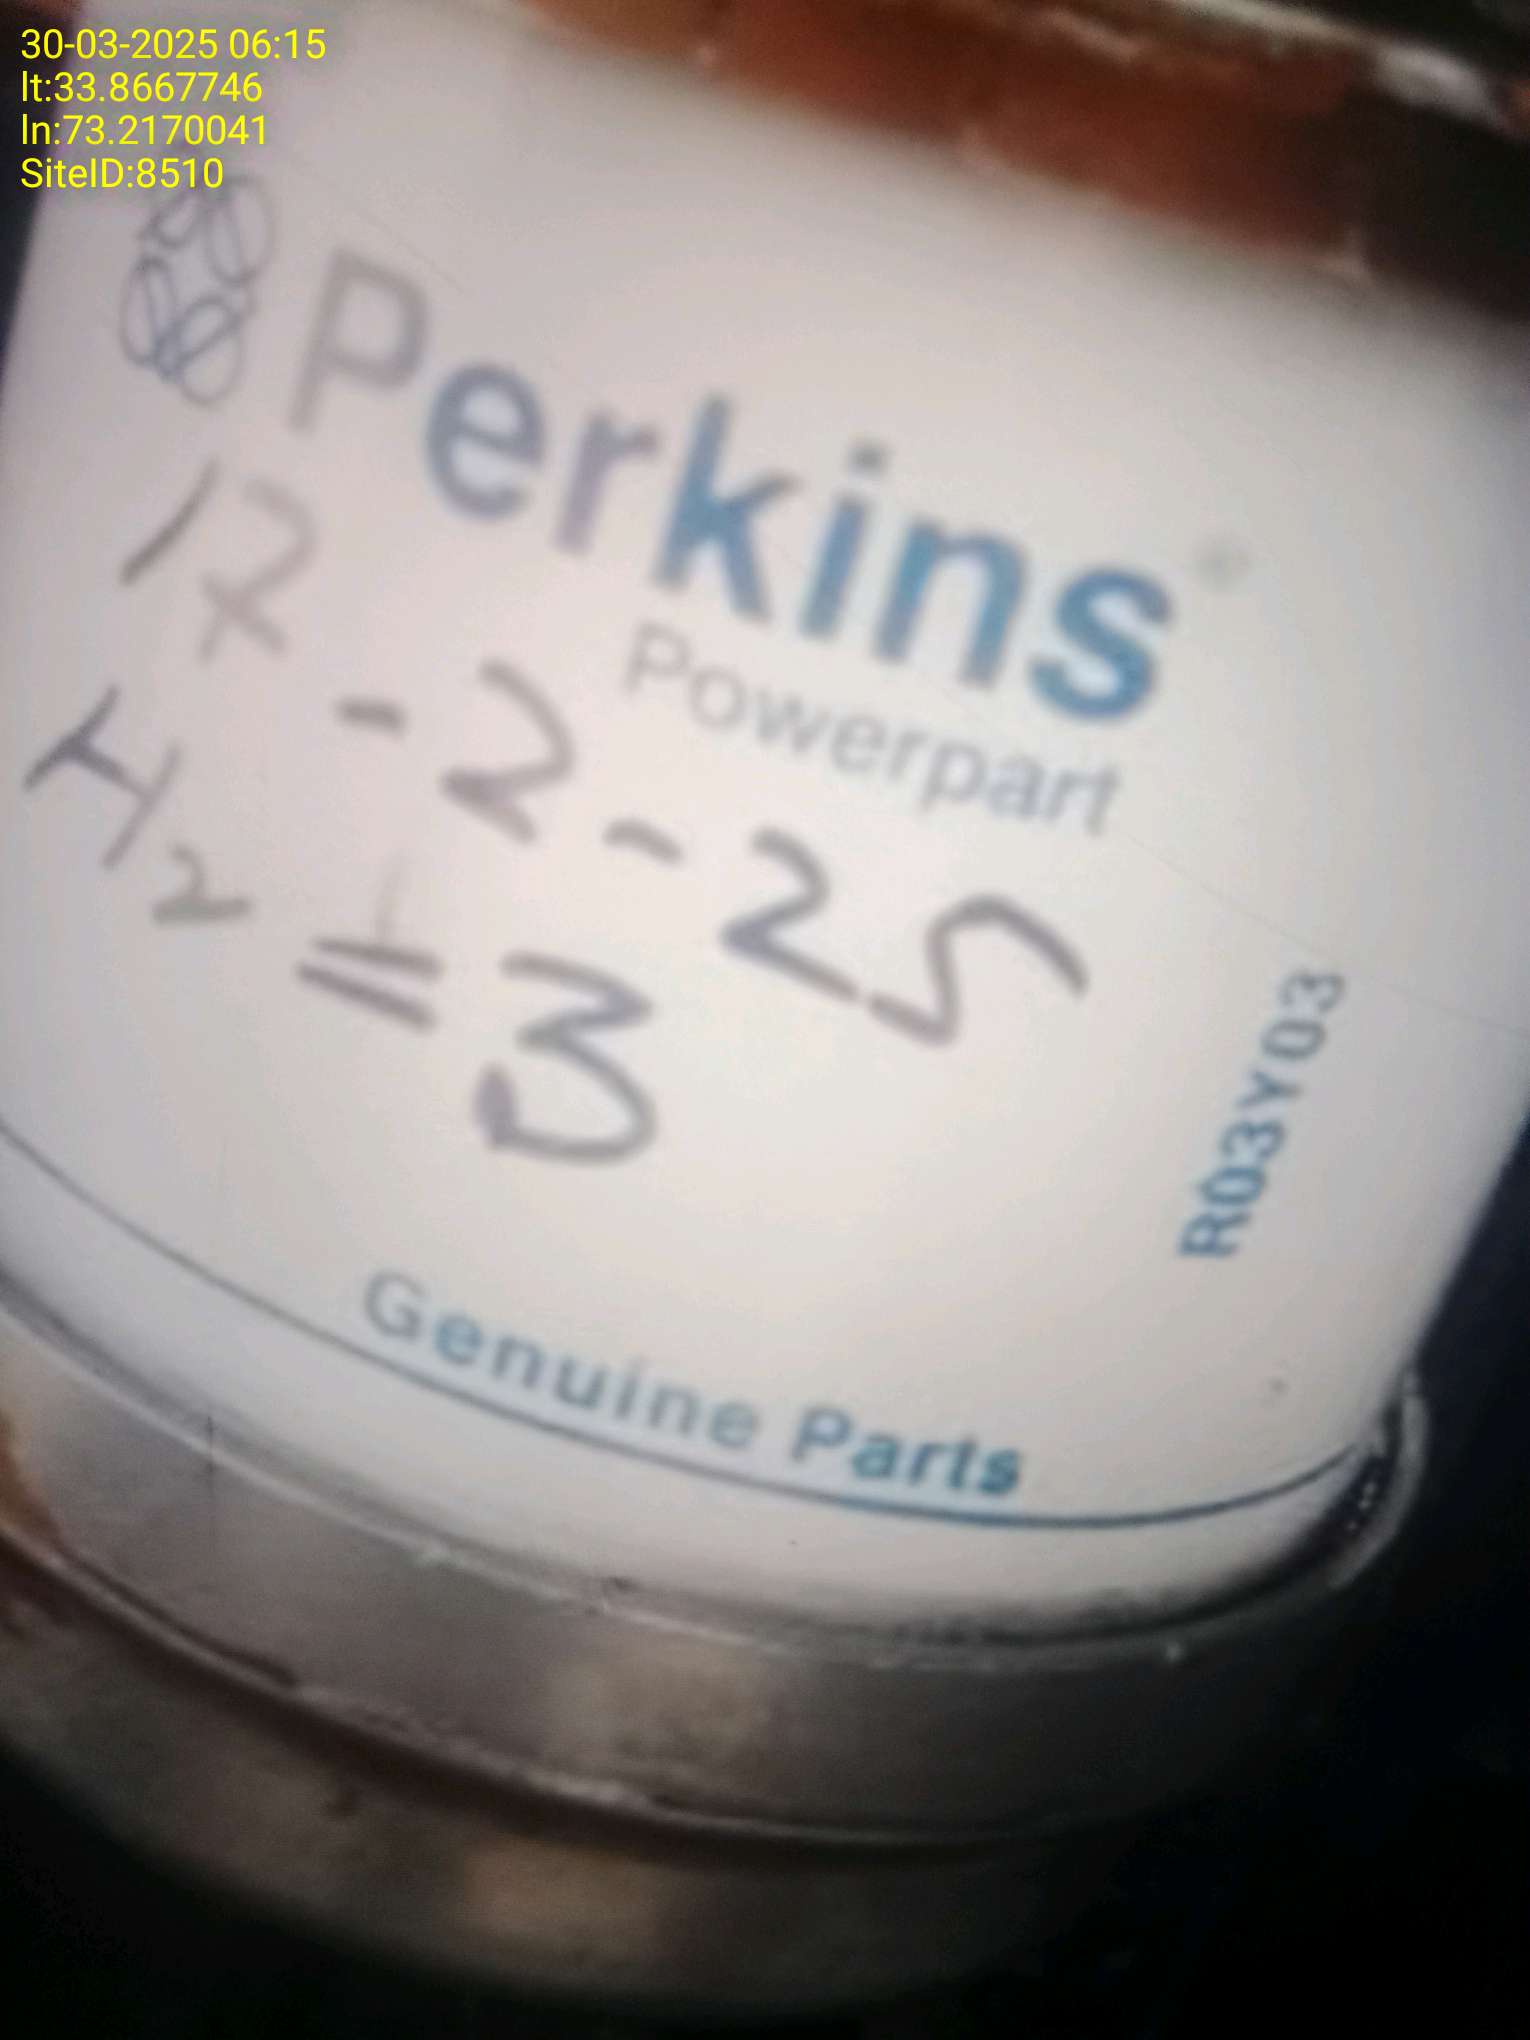 30-03-2025 06:15
lt:33.8667746
ln:73.2170041
SiteID:8510
Perkins
Powerpart
17-2-25
H2=3
R03Y03
Genuine Parts